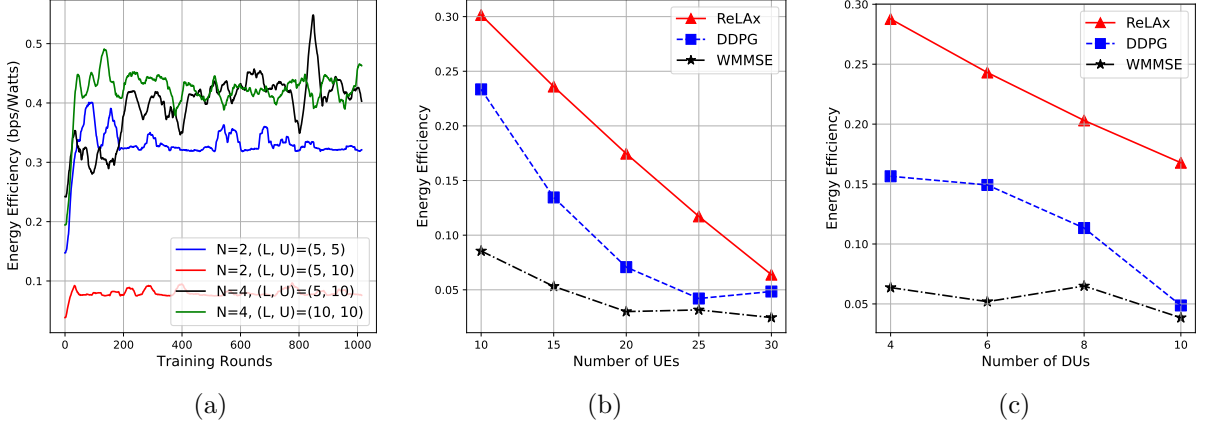 Energy Efficiency (bps/Watts)
0.5
0.4
0.3
0.2
0.1
N=2, (L, U)=(5, 5)
N=2, (L, U)=(5, 10)
N=4, (L, U)=(5, 10)
N=4, (L, U)=(10, 10)
0 200 400 600 800 1000
Training Rounds
(a)
Energy Efficiency
0.30
0.25
0.20
0.15
0.10
0.05
ReLAx
DDPG
WMMSE
10 15 20 25 30
Number of UEs
(b)
Energy Efficiency
0.30
0.25
0.20
0.15
0.10
0.05
ReLAx
DDPG
WMMSE
4 6 8 10
Number of DUs
(c)